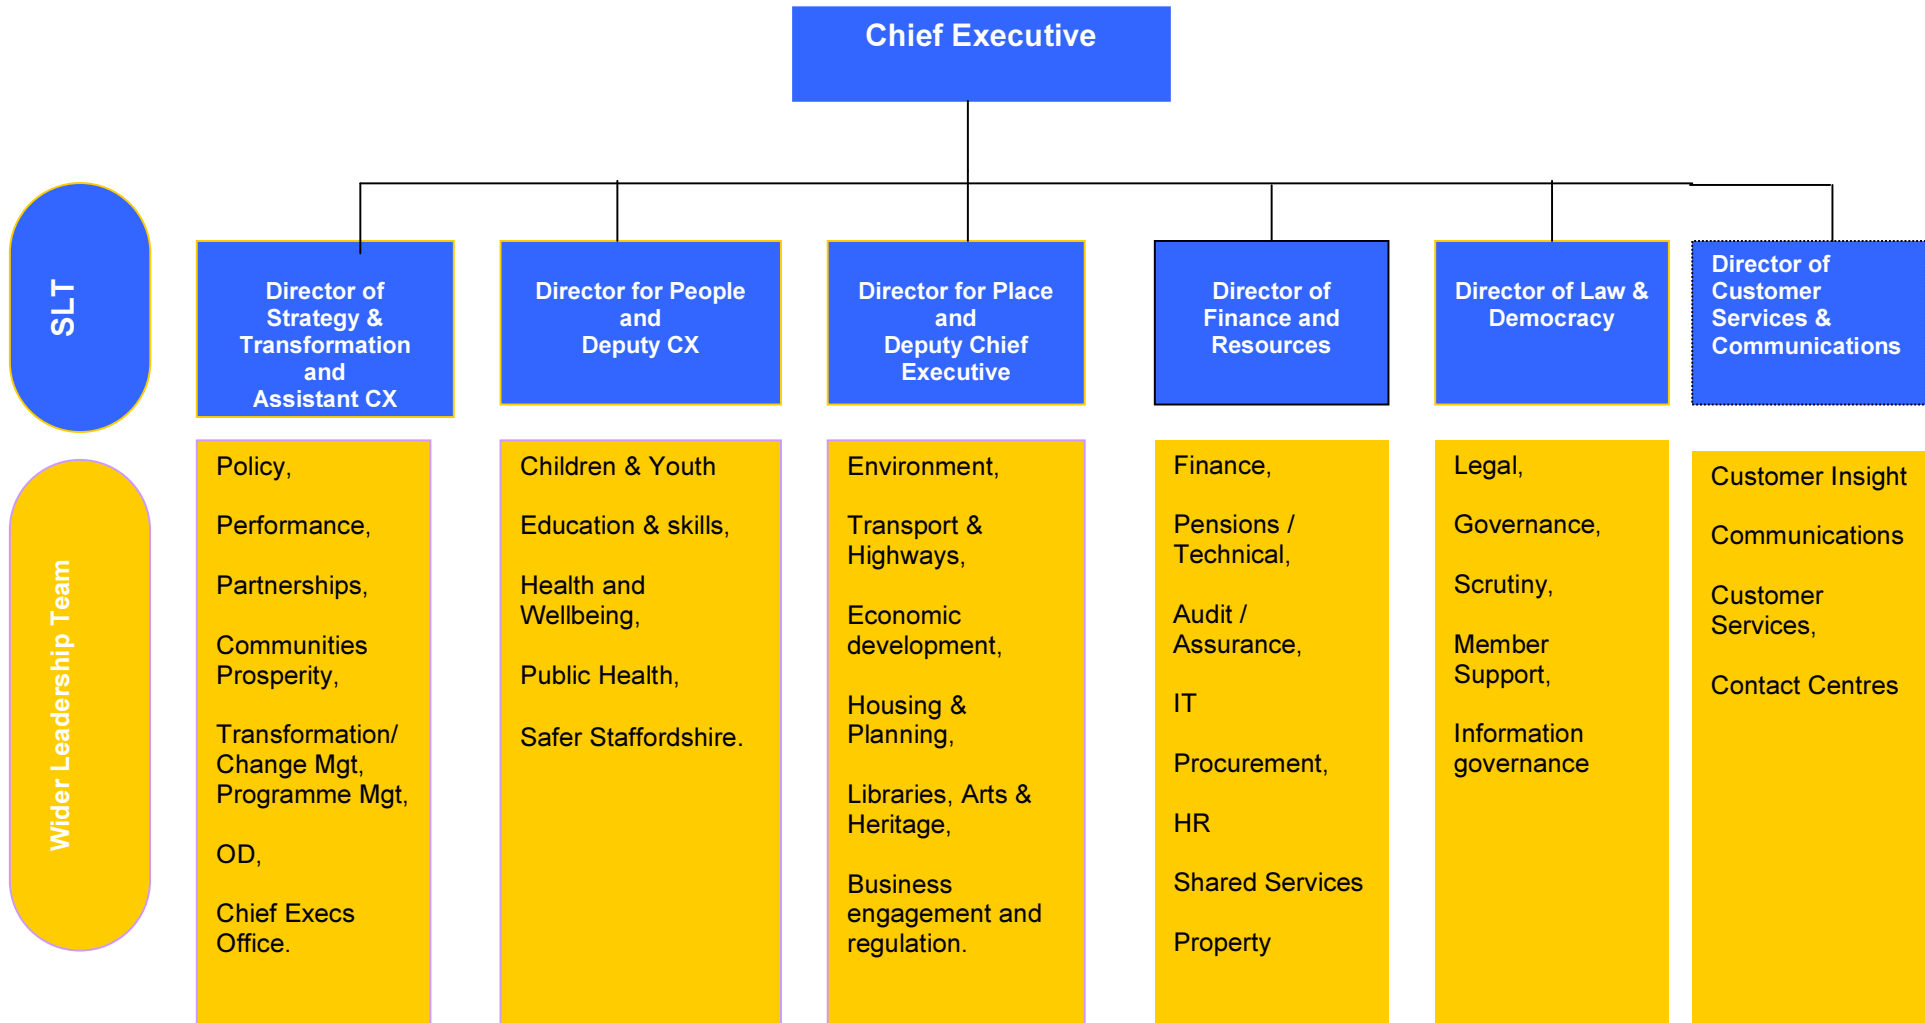 Chief Executive
SLT
Director of
Strategy &
Transformation
and
Assistant CX
Director for People
and
Deputy CX
Director for Place
and
Deputy Chief
Executive
Director of
Finance and
Resources
Director of Law &
Democracy
Director of
Customer
Services &
Communications
Wider Leadership Team
Policy,
Performance,
Partnerships,
Communities
Prosperity,
Transformation/
Change Mgt,
Programme Mgt,
OD,
Chief Execs
Office.
Children & Youth
Education & skills,
Health and
Wellbeing,
Public Health,
Safer Staffordshire.
Environment,
Transport &
Highways,
Economic
development,
Housing &
Planning,
Libraries, Arts &
Heritage,
Business
engagement and
regulation.
Finance,
Pensions /
Technical,
Audit /
Assurance,
IT
Procurement,
HR
Shared Services
Property
Legal,
Governance,
Scrutiny,
Member
Support,
Information
governance
Customer Insight
Communications
Customer
Services,
Contact Centres